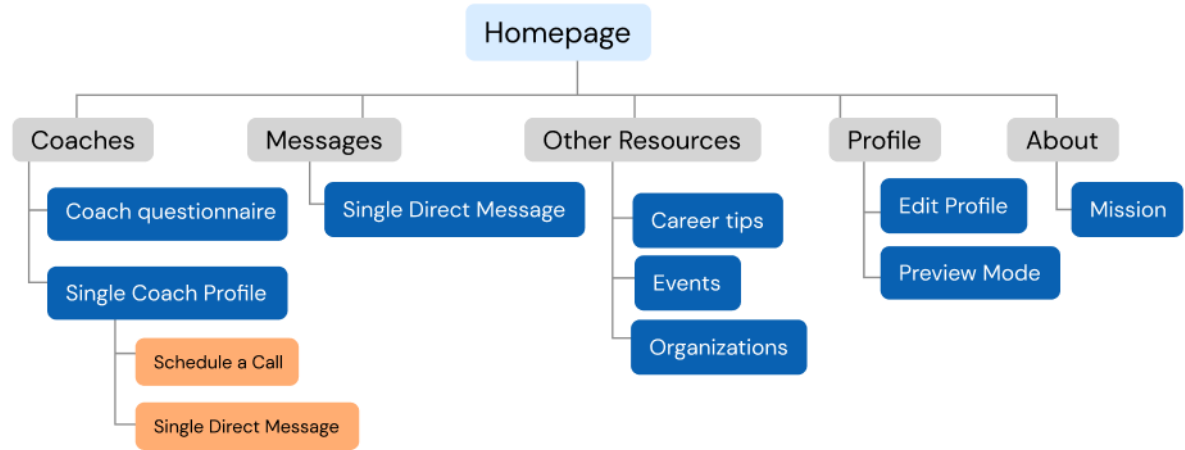 Homepage
Coaches
Messages
Other Resources
Profile
About
Coach questionnaire
Single Coach Profile
Schedule a Call
Single Direct Message
Single Direct Message
Career tips
Events
Organizations
Edit Profile
Preview Mode
Mission